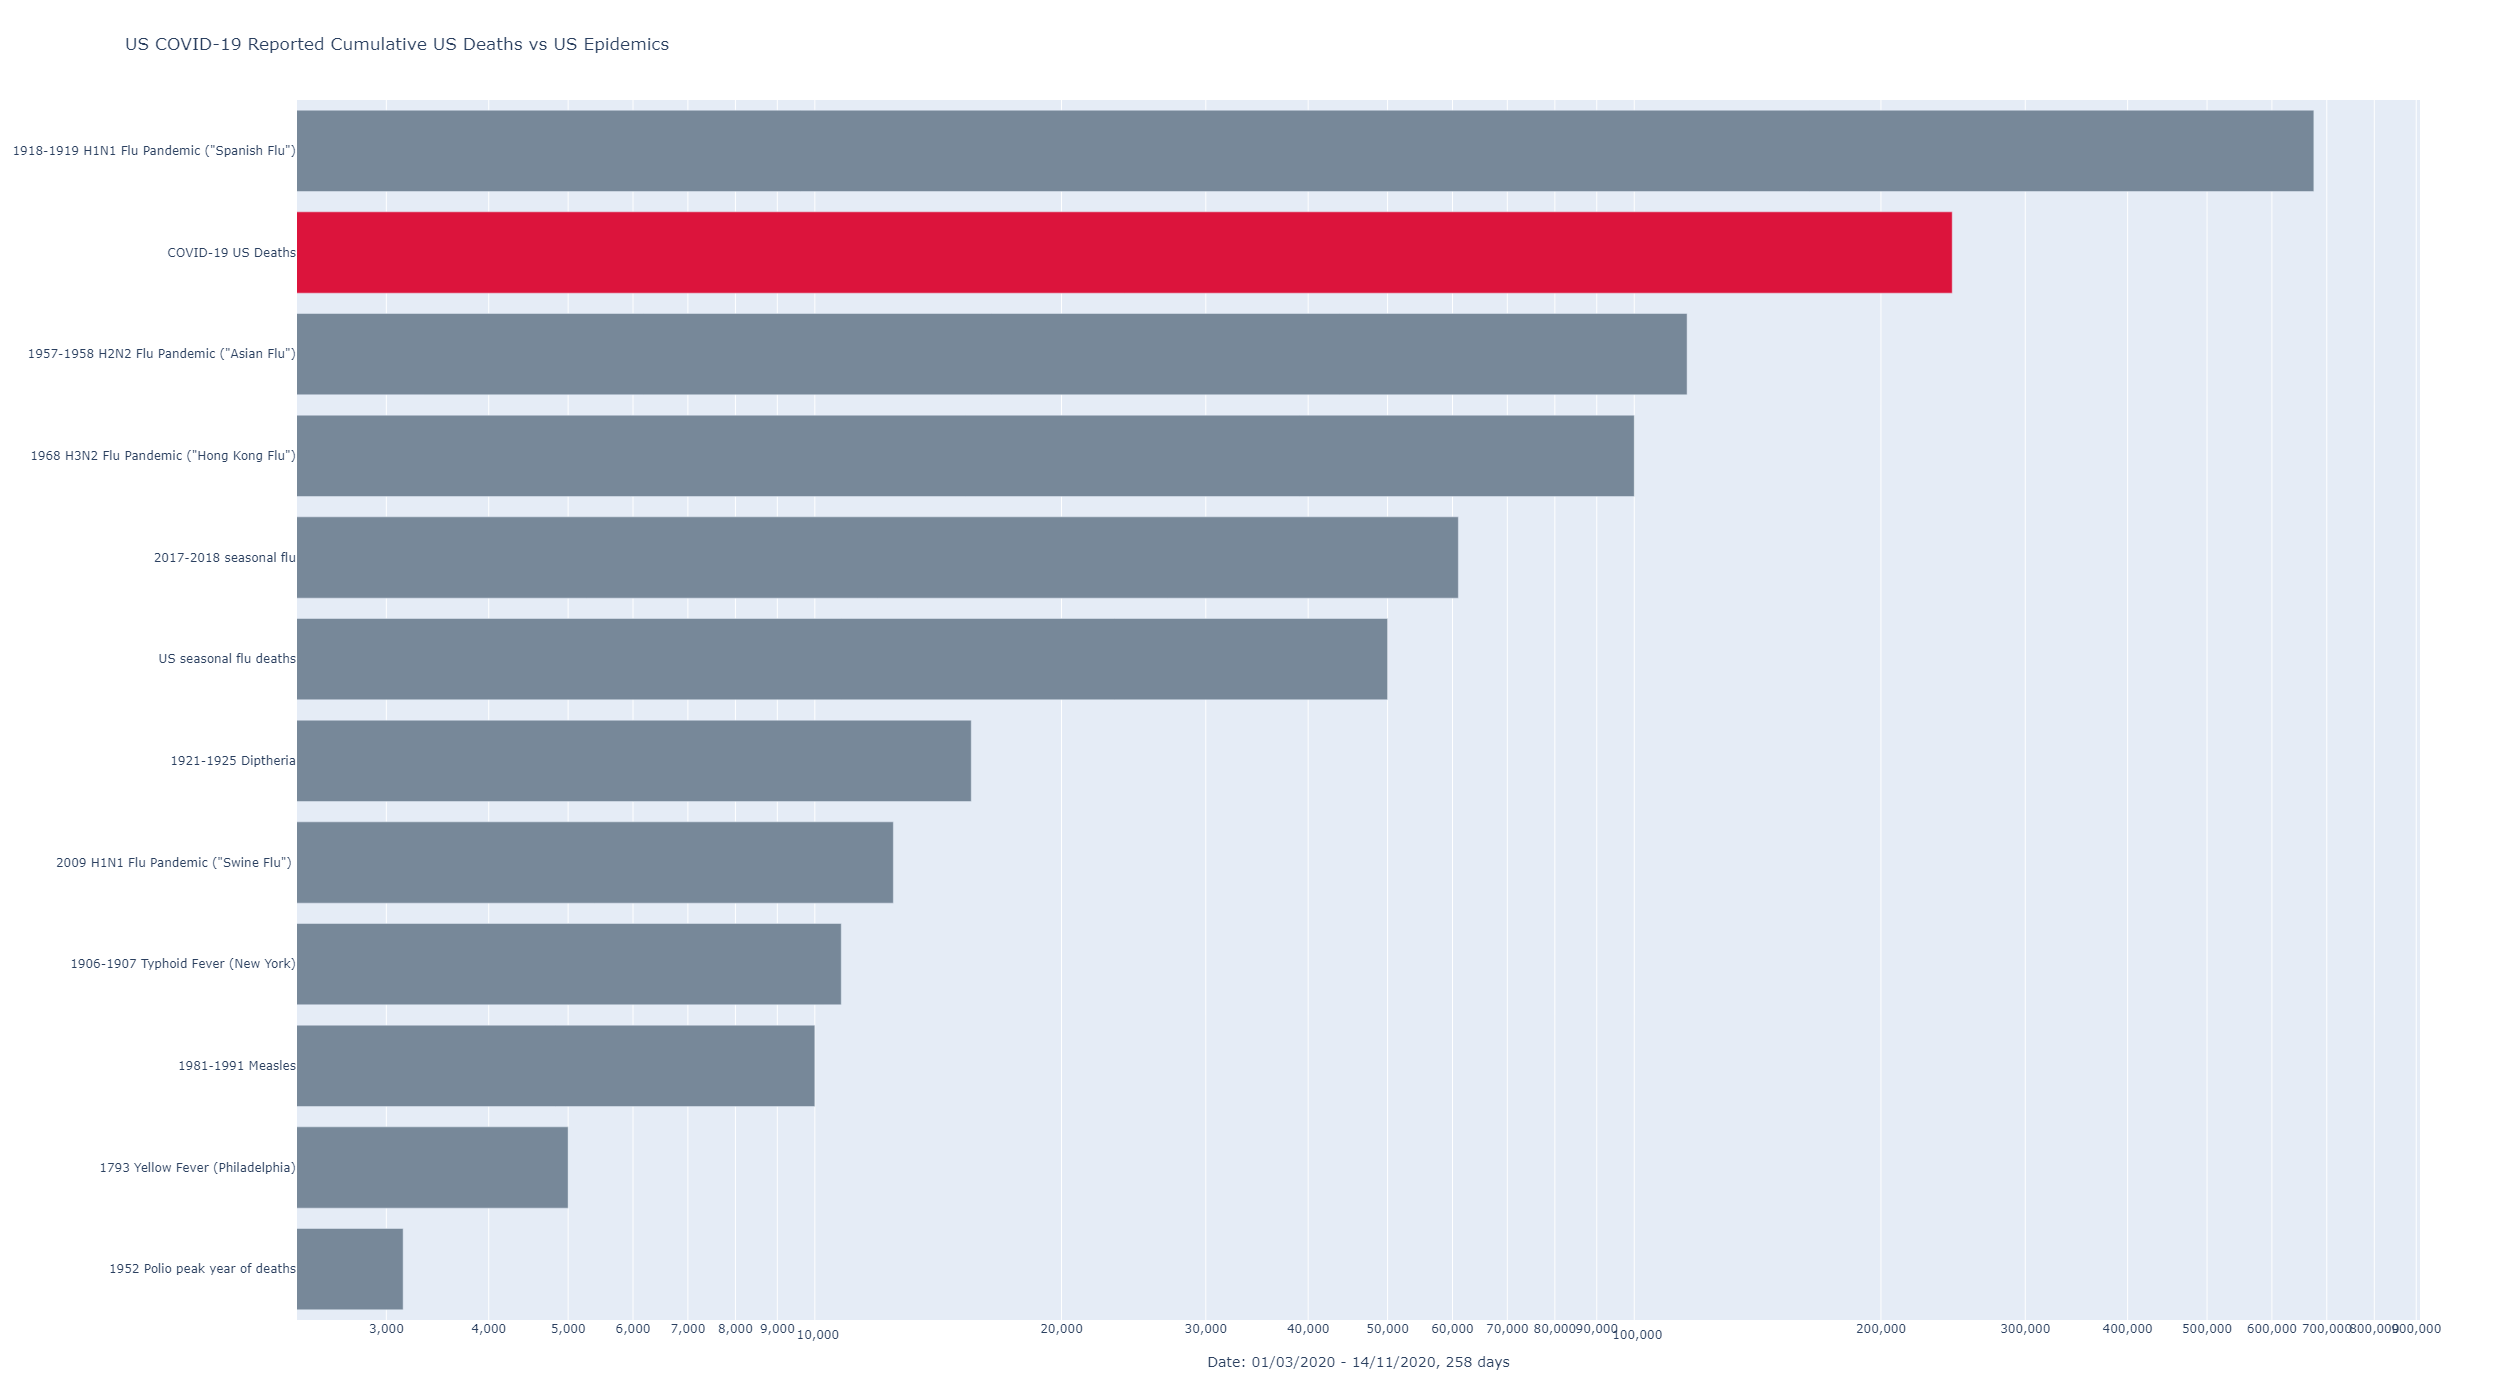 US COVID-19 Reported Cumulative US Deaths vs US Epidemics
1918-1919 H1N1 Flu Pandemic ("Spanish Flu")
COVID-19 US Deaths
1957-1958 H2N2 Flu Pandemic ("Asian Flu")
1968 H3N2 Flu Pandemic ("Hong Kong Flu")
2017-2018 seasonal flu
US seasonal flu deaths
1921-1925 Diptheria
2009 H1N1 Flu Pandemic ("Swine Flu")
1906-1907 Typhoid Fever (New York)
1981-1991 Measles
1793 Yellow Fever (Philadelphia)
1952 Polio peak year of deaths
3,000 4,000 5,000 6,000 7,000 8,000 9,000 10,000 20,000 30,000 40,000 50,000 60,000 70,000 80,000 90,000 100,000 200,000 300,000 400,000 500,000 600,000 700,000 800,000 900,000
Date: 01/03/2020 - 14/11/2020, 258 days